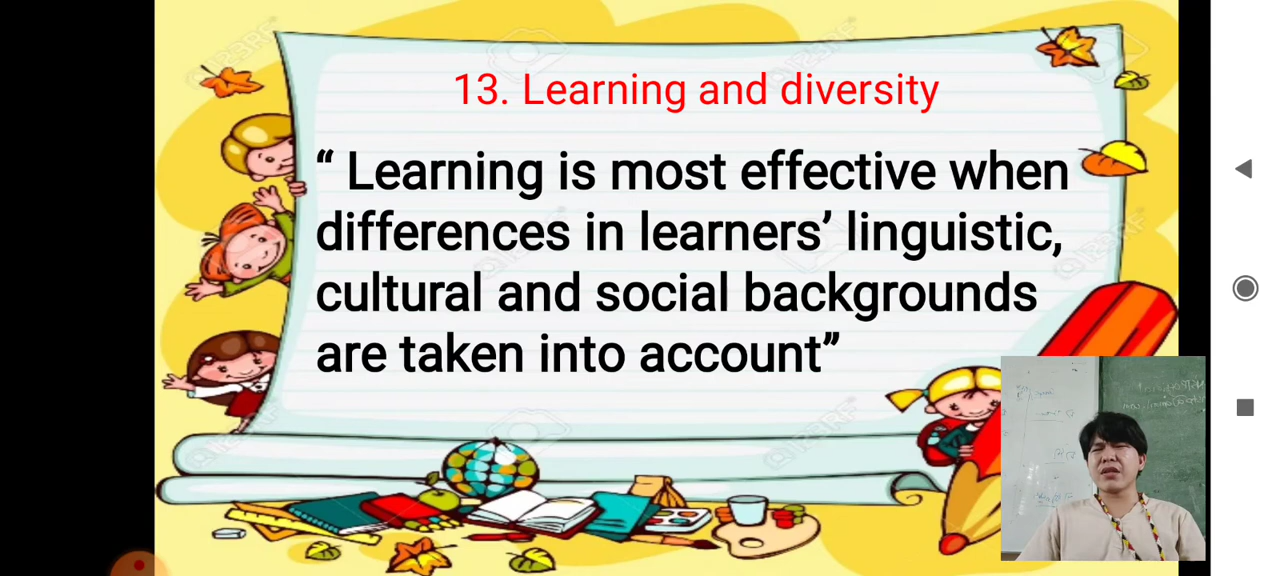 13. Learning and diversity
“ Learning is most effective when
differences in learners’ linguistic,
cultural and social backgrounds
are taken into account”